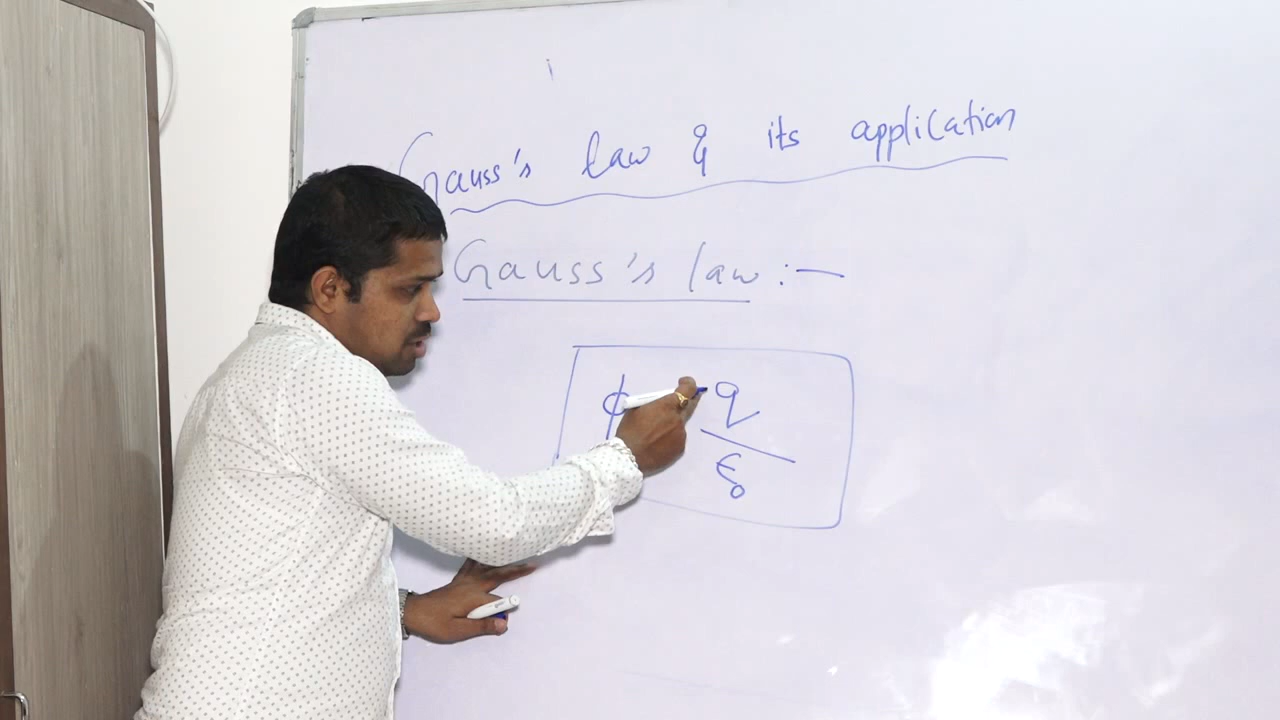 Gauss's law & its application
Gauss's law :—
ϕ q
ε₀